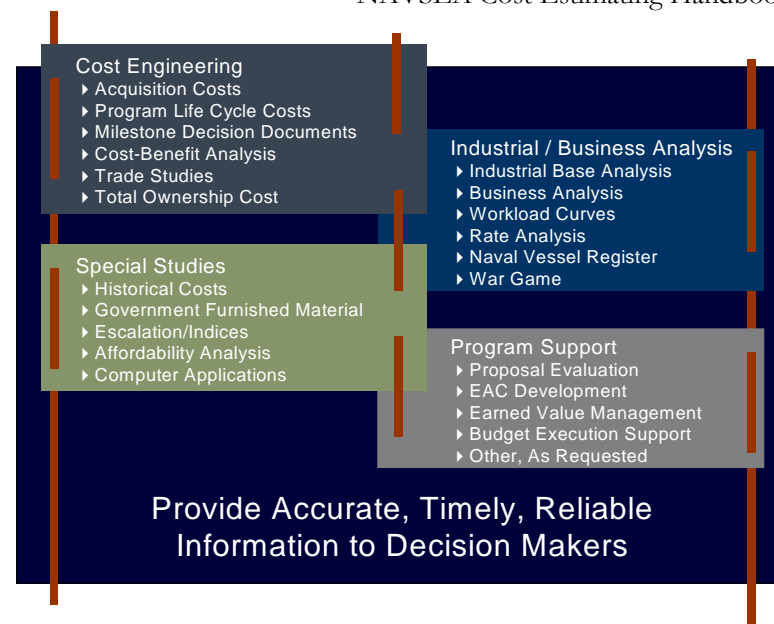 NAVSEA Cost Estimating
Cost Engineering
Acquisition Costs
Program Life Cycle Costs
Milestone Decision Documents
Cost-Benefit Analysis
Trade Studies
Total Ownership Cost
Industrial / Business Analysis
Industrial Base Analysis
Business Analysis
Workload Curves
Rate Analysis
Naval Vessel Register
War Game
Special Studies
Historical Costs
Government Furnished Material
Escalation/Indices
Affordability Analysis
Computer Applications
Program Support
Proposal Evaluation
EAC Development
Earned Value Management
Budget Execution Support
Other, As Requested
Provide Accurate, Timely, Reliable
Information to Decision Makers